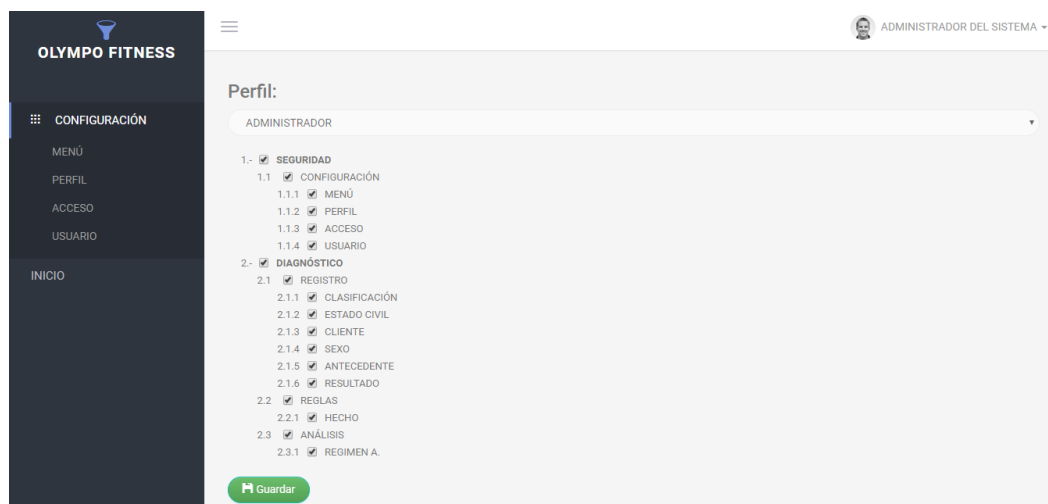 OLYMPO FITNESS
CONFIGURACIÓN
MENÚ
PERFIL
ACCESO
USUARIO
INICIO
ADMINISTRADOR DEL SISTEMA
Perfil:
ADMINISTRADOR
1.- SEGURIDAD
1.1 CONFIGURACIÓN
1.1.1 MENÚ
1.1.2 PERFIL
1.1.3 ACCESO
1.1.4 USUARIO
2.- DIAGNÓSTICO
2.1 REGISTRO
2.1.1 CLASIFICACIÓN
2.1.2 ESTADO CIVIL
2.1.3 CLIENTE
2.1.4 SEXO
2.1.5 ANTECEDENTE
2.1.6 RESULTADO
2.2 REGLAS
2.2.1 HECHO
2.3 ANÁLISIS
2.3.1 REGIMEN A.
Guardar